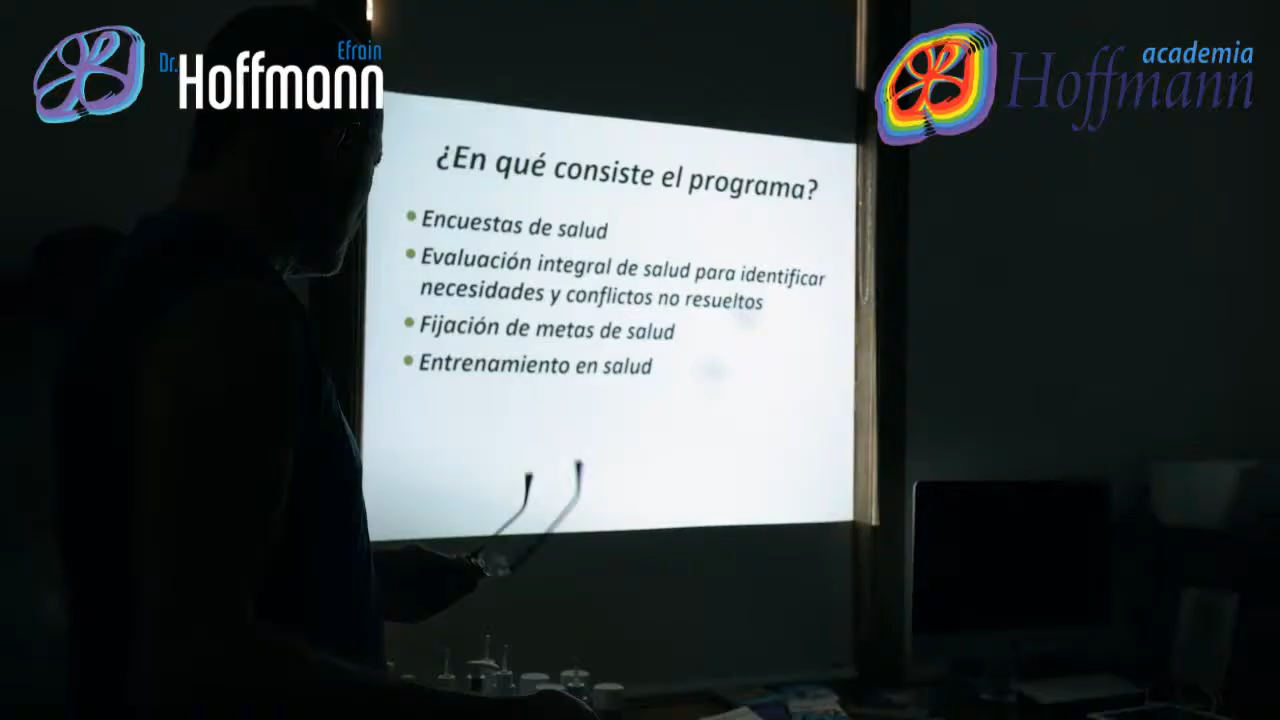 Dr. Efrain
Hoffmann
academia
Hoffmann
¿En qué consiste el programa?
Encuestas de salud
Evaluación integral de salud para identificar
necesidades y conflictos no resueltos
Fijación de metas de salud
Entrenamiento en salud